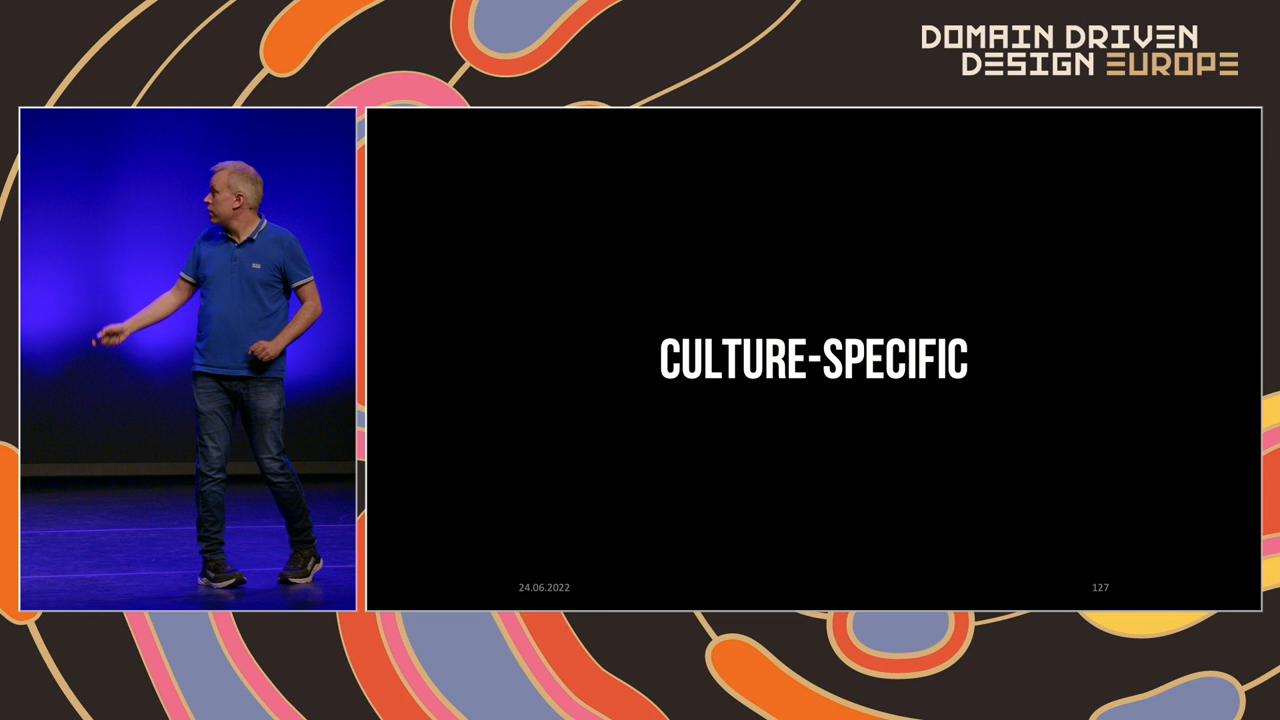 DOMAIN DRIVEN
DESIGN EUROPE
CULTURE-SPECIFIC
24.06.2022
127